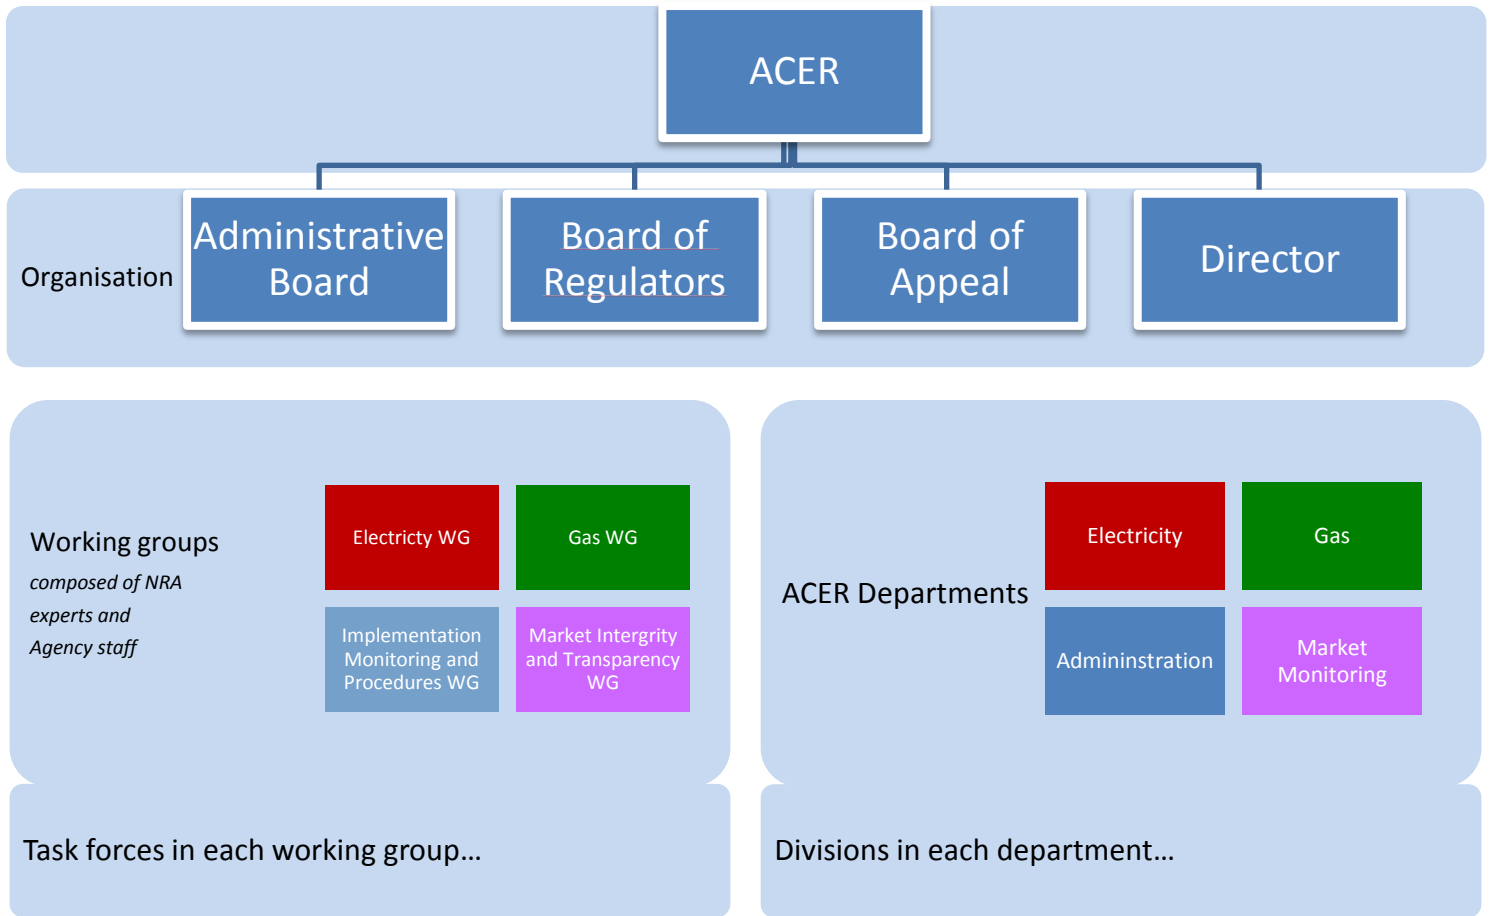 ACER
Organisation
Administrative
Board
Board of
Regulators
Board of
Appeal
Director
Working groups
composed of NRA
experts and
Agency staff
Electricty WG
Gas WG
Implementation
Monitoring and
Procedures WG
Market Intergrity
and Transparency
WG
ACER Departments
Electricity
Gas
Admininstration
Market
Monitoring
Task forces in each working group...
Divisions in each department...